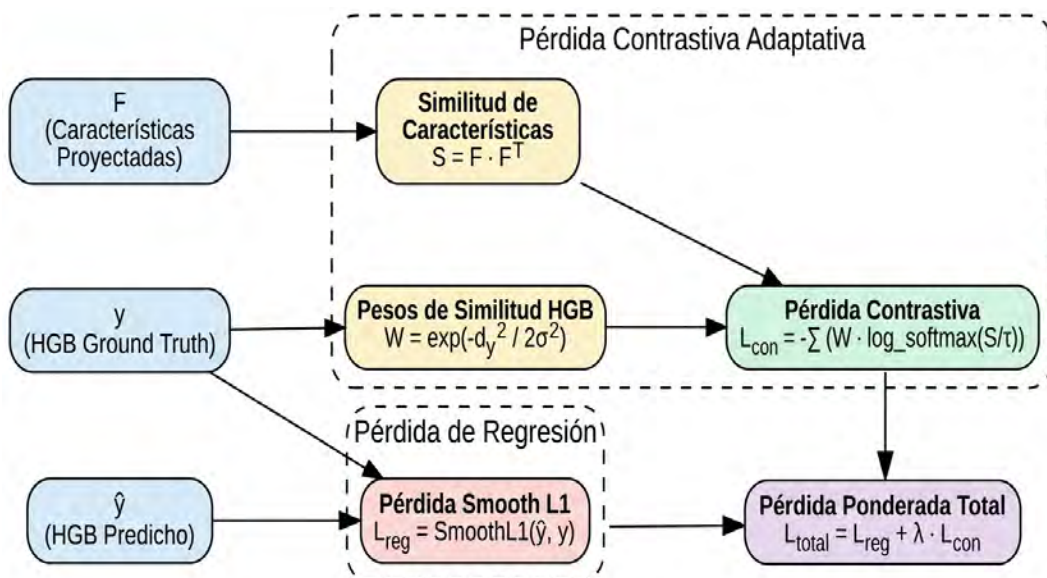 Pérdida Contrastiva Adaptativa
F
(Características
Proyectadas)
Similitud de
Características
S = F · F^T
y
(HGB Ground Truth)
Pesos de Similitud HGB
W = exp(-d_y^2 / 2σ^2)
Pérdida Contrastiva
L_con = -∑ (W · log_softmax(S/τ))
Pérdida de Regresión
ŷ
(HGB Predicho)
Pérdida Smooth L1
L_reg = SmoothL1(ŷ, y)
Pérdida Ponderada Total
L_total = L_reg + λ · L_con